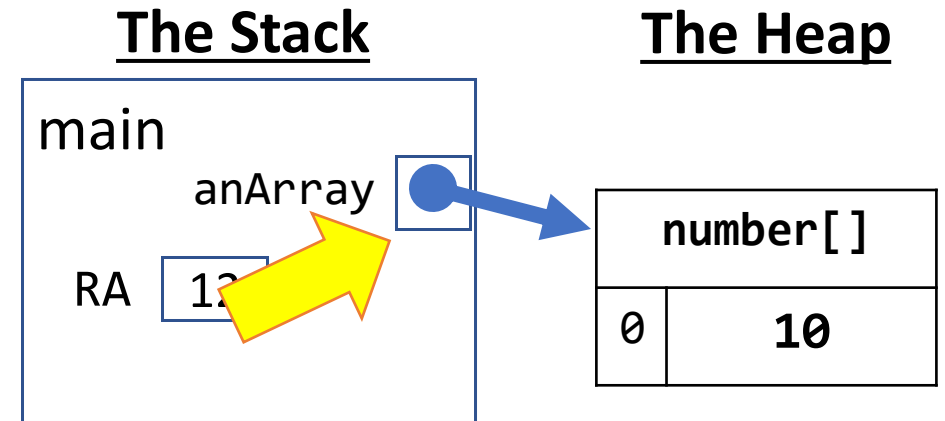 The Stack
The Heap
main
anArray
number[]
RA
0
10